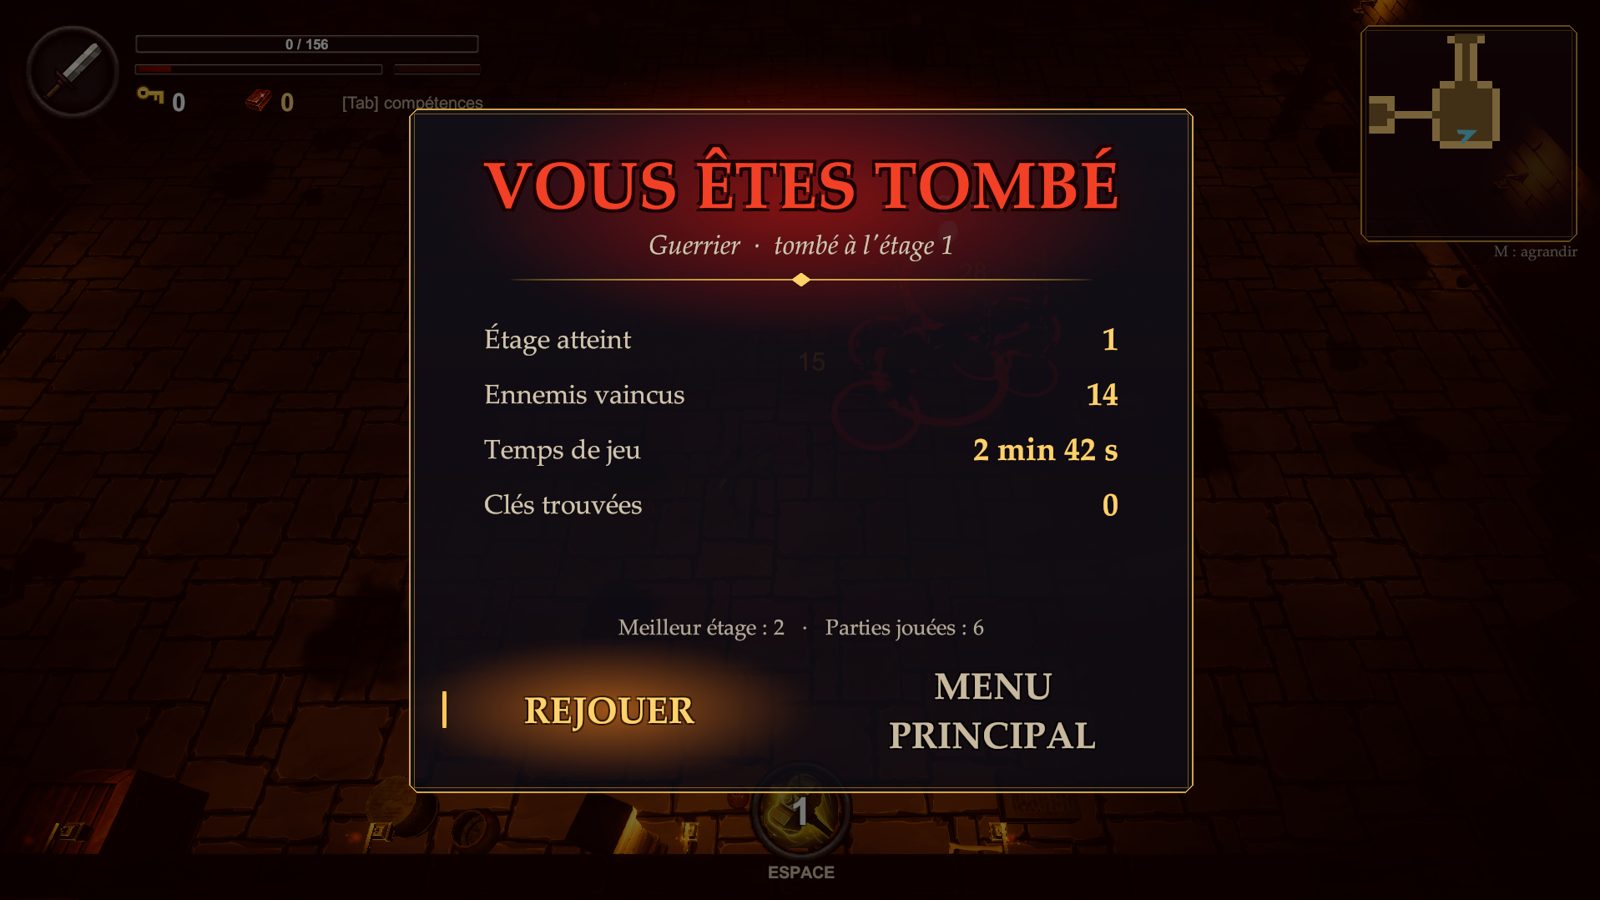 0 / 156
0
0
[Tab] compétences
M : agrandir
VOUS ÊTES TOMBÉ
Guerrier · tombé à l'étage 1
28
Étage atteint 1
15
Ennemis vaincus 14
Temps de jeu 2 min 42 s
Clés trouvées 0
Meilleur étage : 2 · Parties jouées : 6
REJOUER
MENU
PRINCIPAL
1
ESPACE